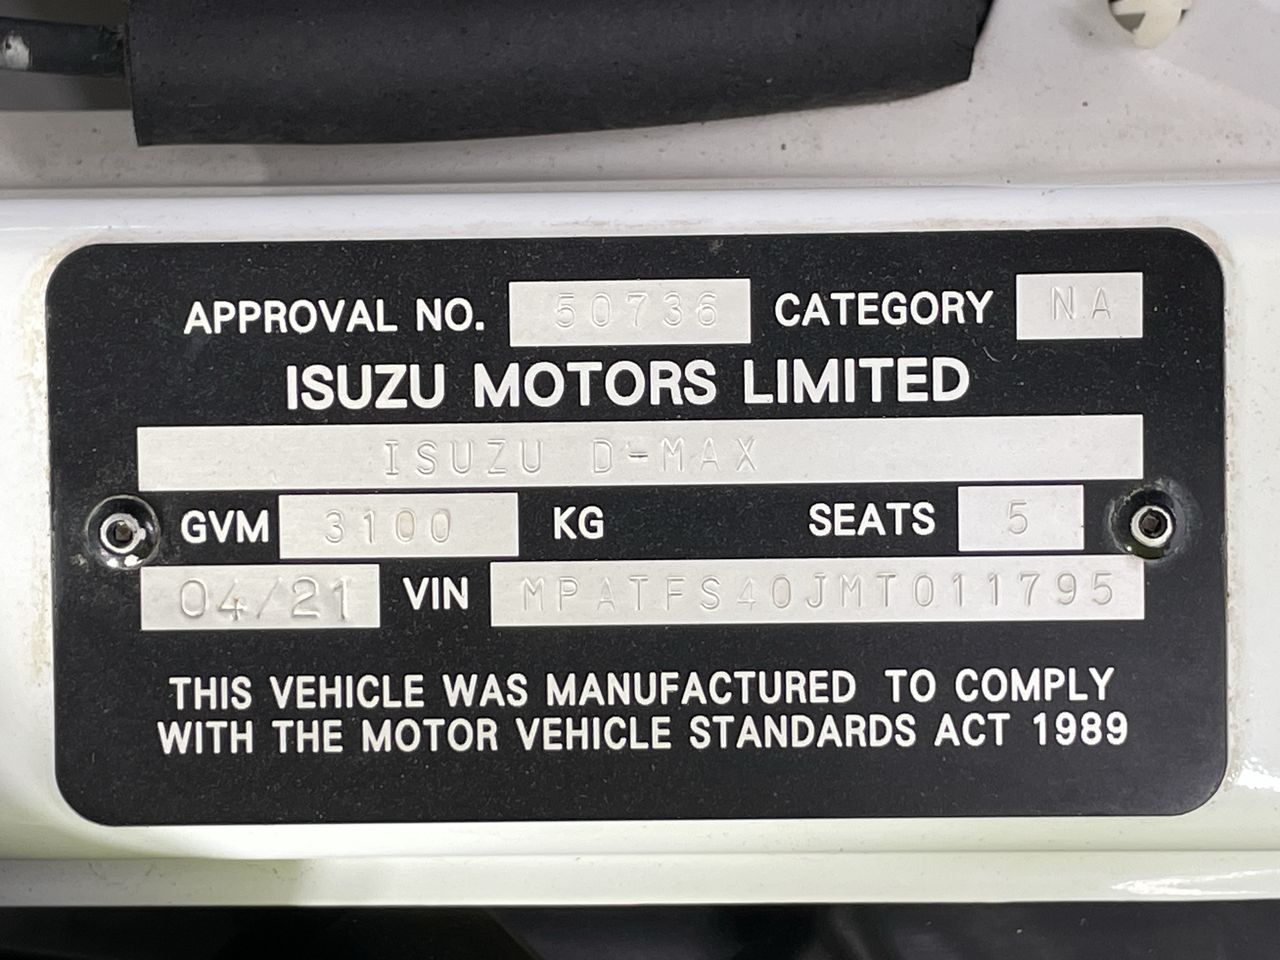 APPROVAL NO. 50736 CATEGORY NA
ISUZU MOTORS LIMITED
ISUZU D-MAX
GVM 3100 KG SEATS 5
04/21 VIN MPATFS40JMT011795
THIS VEHICLE WAS MANUFACTURED TO COMPLY
WITH THE MOTOR VEHICLE STANDARDS ACT 1989